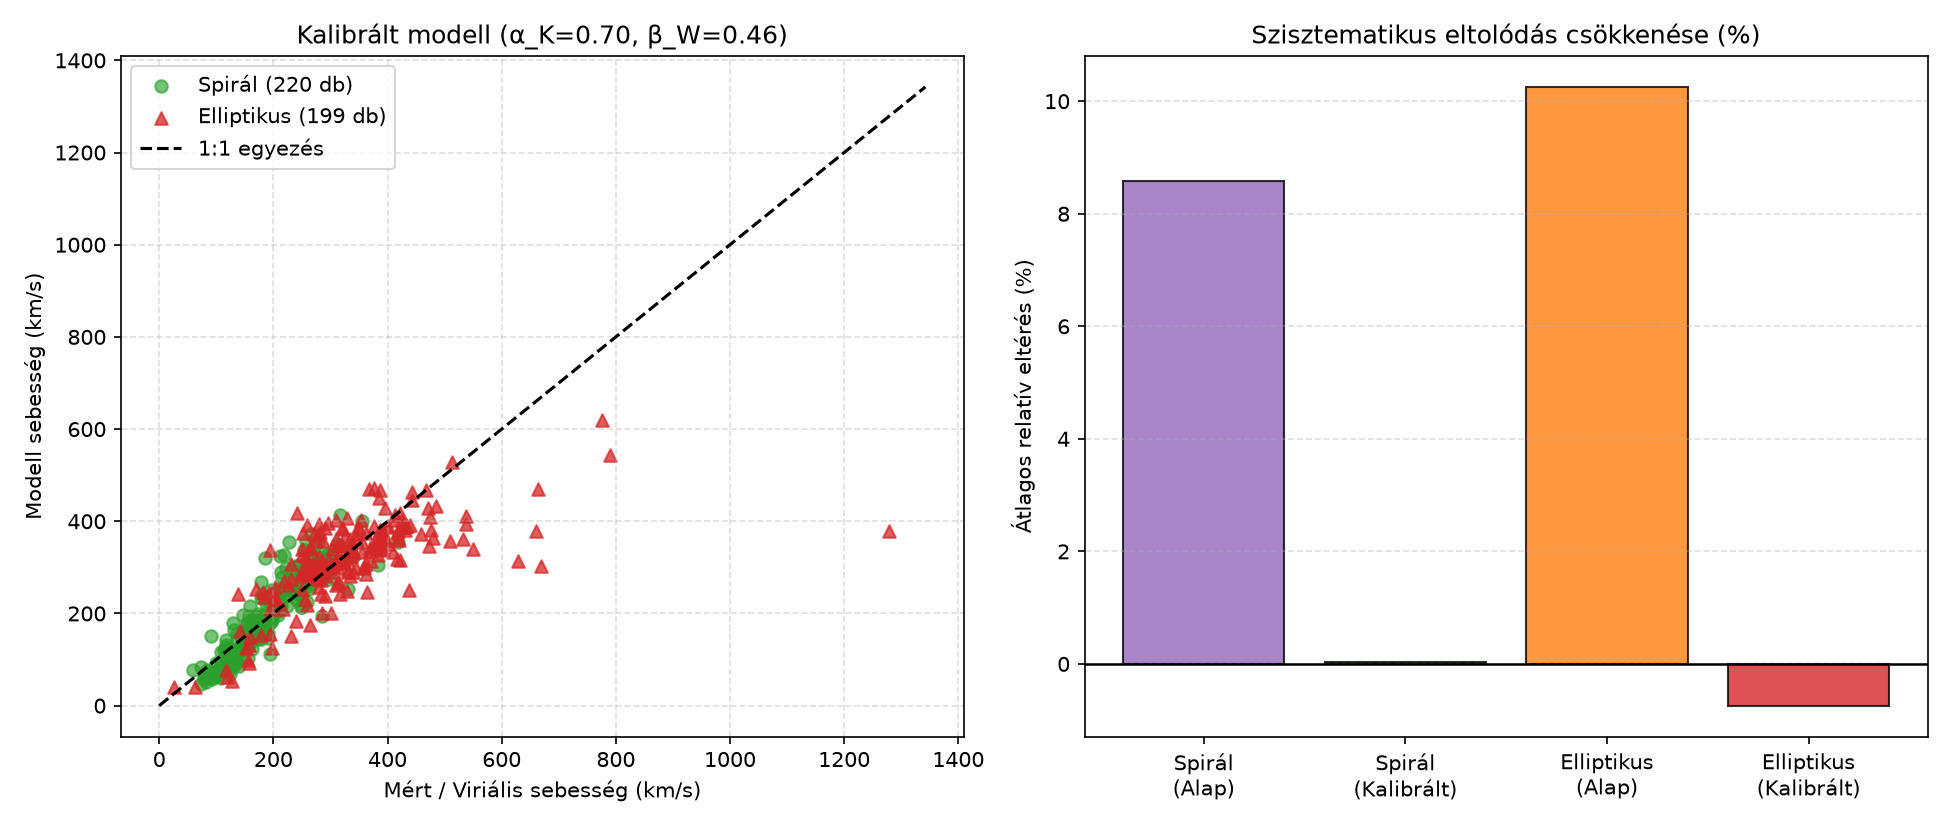 Kalibrált modell (α_K=0.70, β_W=0.46)
Spirál (220 db)
Elliptikus (199 db)
1:1 egyezés
1400
1200
1000
800
600
400
200
0
Modell sebesség (km/s)
0 200 400 600 800 1000 1200 1400
Mért / Viriális sebesség (km/s)
Szisztematikus eltolódás csökkenése (%)
10
8
6
4
2
0
Átlagos relatív eltérés (%)
Spirál
(Alap)
Spirál
(Kalibrált)
Elliptikus
(Alap)
Elliptikus
(Kalibrált)